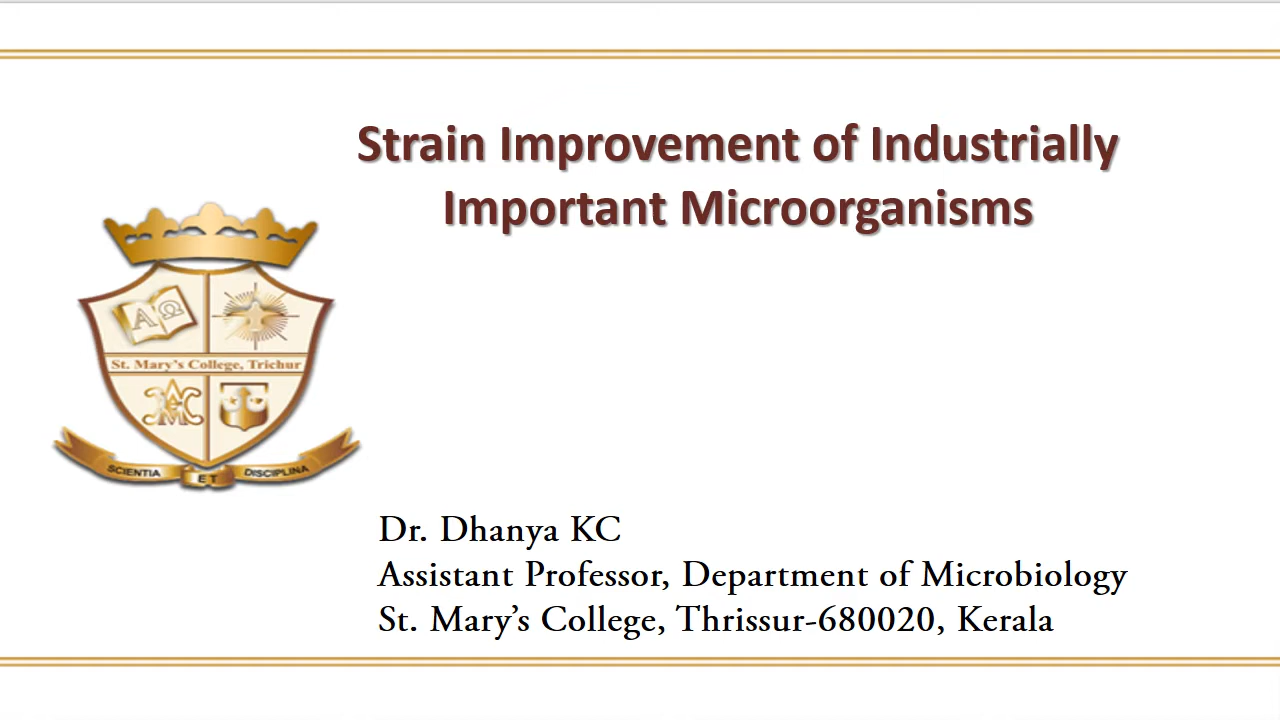 Strain Improvement of Industrially
Important Microorganisms
A Ω
St. Mary's College, Trichur
SCIENTIA ET DISCIPLINA
Dr. Dhanya KC
Assistant Professor, Department of Microbiology
St. Mary’s College, Thrissur-680020, Kerala